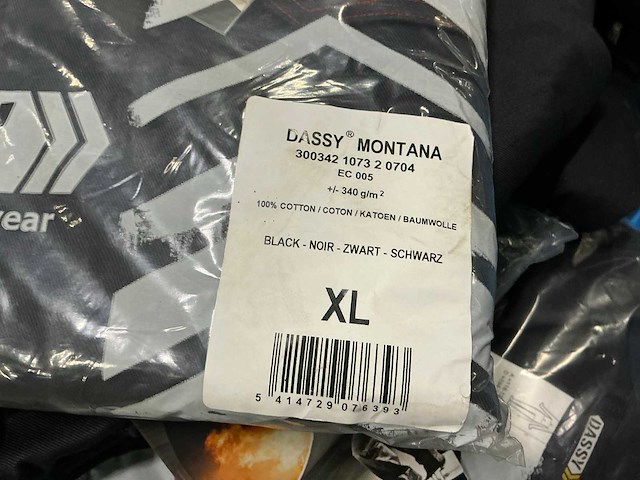 DASSY® MONTANA
300342 1073 2 0704
EC 005
+/- 340 g/m²
100% COTTON / COTON / KATOEN / BAUMWOLLE
BLACK - NOIR - ZWART - SCHWARZ
XL
5 414729 076393
DASSY